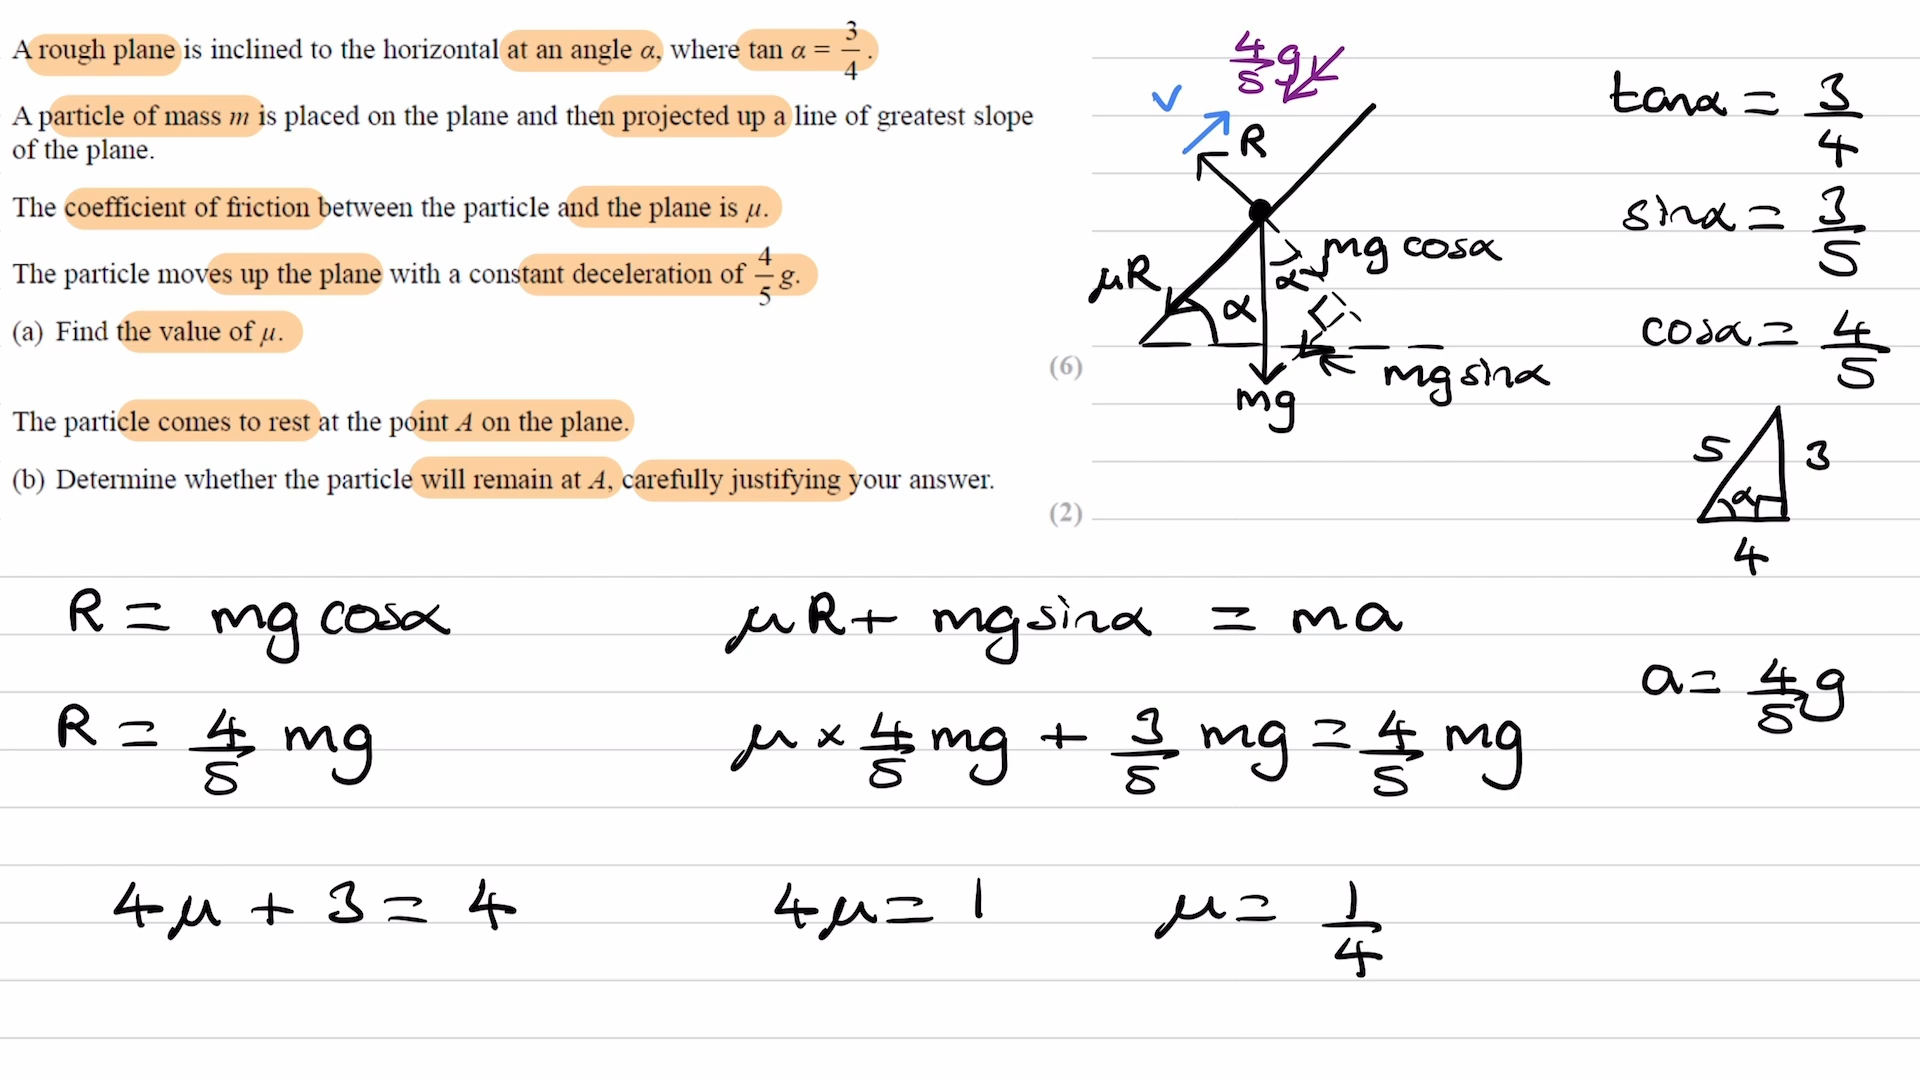 A rough plane is inclined to the horizontal at an angle α, where tan α = 3/4.
A particle of mass m is placed on the plane and then projected up a line of greatest slope
of the plane.
The coefficient of friction between the particle and the plane is μ.
The particle moves up the plane with a constant deceleration of 4/5 g.
(a) Find the value of μ.
(6)
The particle comes to rest at the point A on the plane.
(b) Determine whether the particle will remain at A, carefully justifying your answer.
(2)
4/5 g
v
R
μR
α
α
mg cosα
mg sinα
mg
tanα = 3/4
sinα = 3/5
cosα = 4/5
5
3
α
4
R = mg cosα
μR + mg sinα = ma
a = 4/5 g
R = 4/5 mg
μ × 4/5 mg + 3/5 mg = 4/5 mg
4μ + 3 = 4
4μ = 1
μ = 1/4